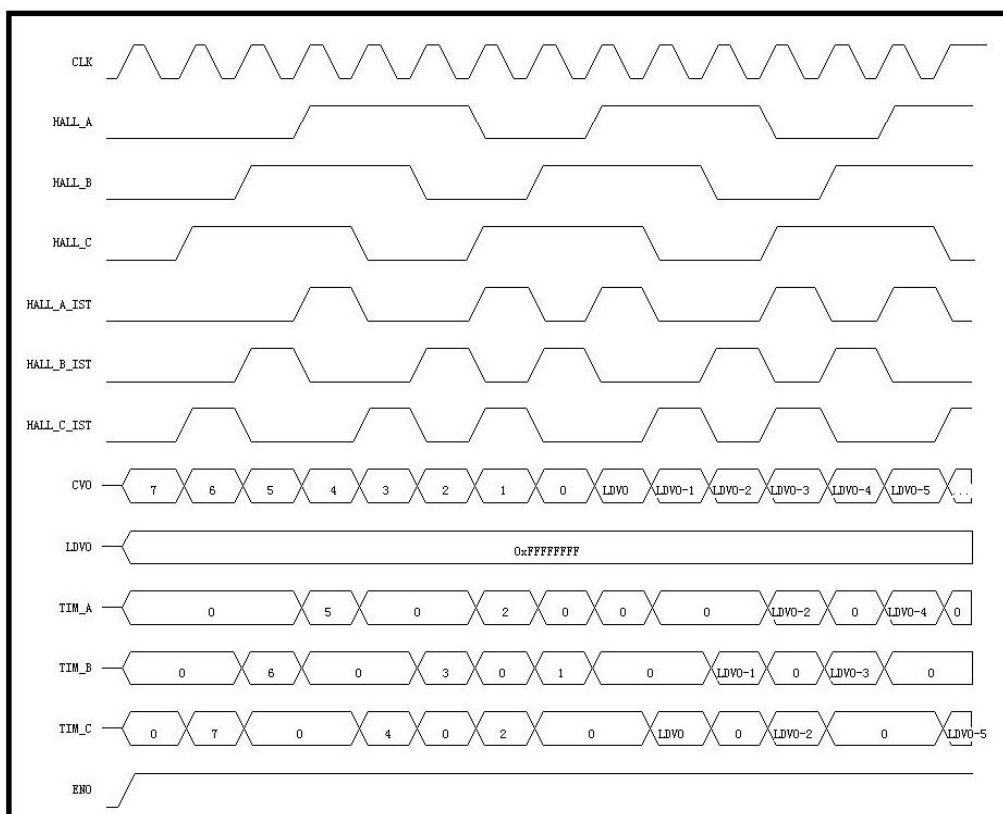 CLK
HALL_A
HALL_B
HALL_C
HALL_A_IST
HALL_B_IST
HALL_C_IST
CVO 7 6 5 4 3 2 1 0 LDVO LDVO-1 LDVO-2 LDVO-3 LDVO-4 LDVO-5 ...
LDVO 0xFFFFFFFF
TIM_A 0 5 0 2 0 0 0 LDVO-2 0 LDVO-4 0
TIM_B 0 6 0 3 0 1 0 LDVO-1 0 LDVO-3 0
TIM_C 0 7 0 4 0 2 0 LDVO 0 LDVO-2 0 LDVO-5
ENO